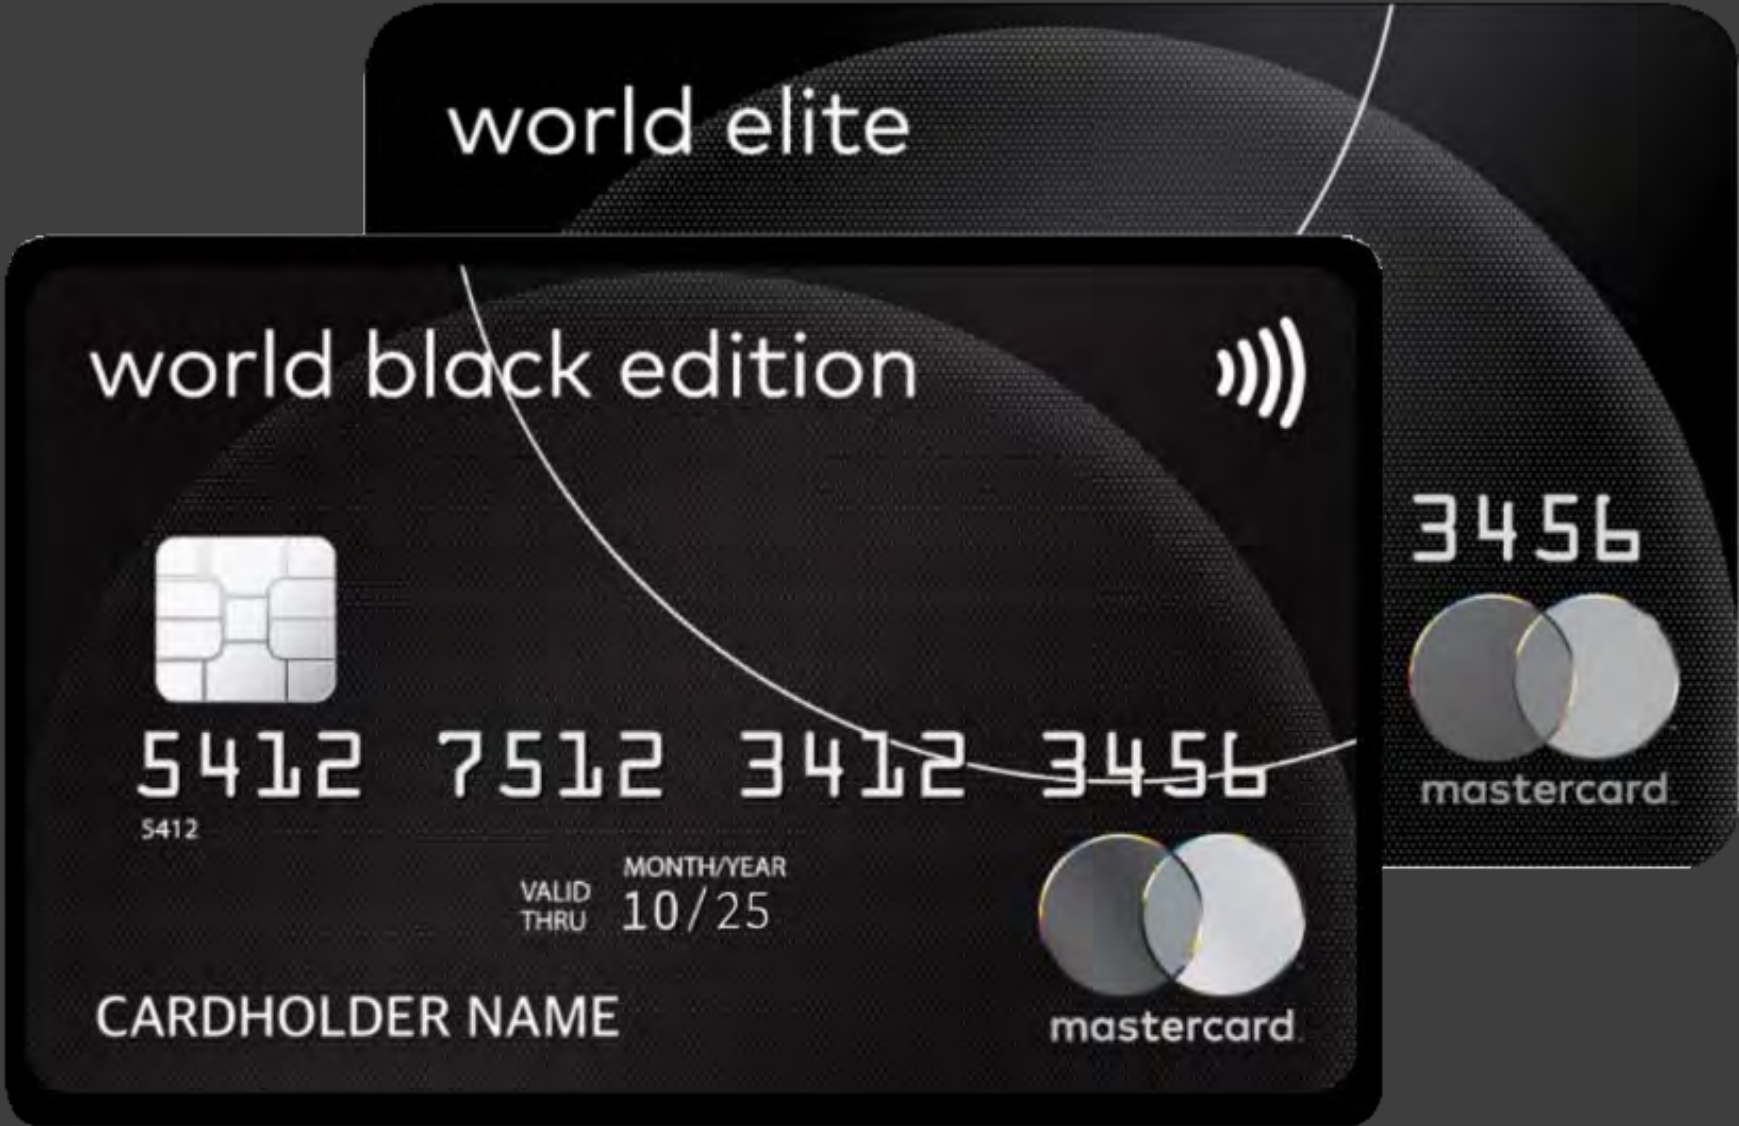 world elite
3456
mastercard
world black edition
5412 7512 3412 3456
5412
MONTH/YEAR
VALID THRU 10/25
CARDHOLDER NAME
mastercard